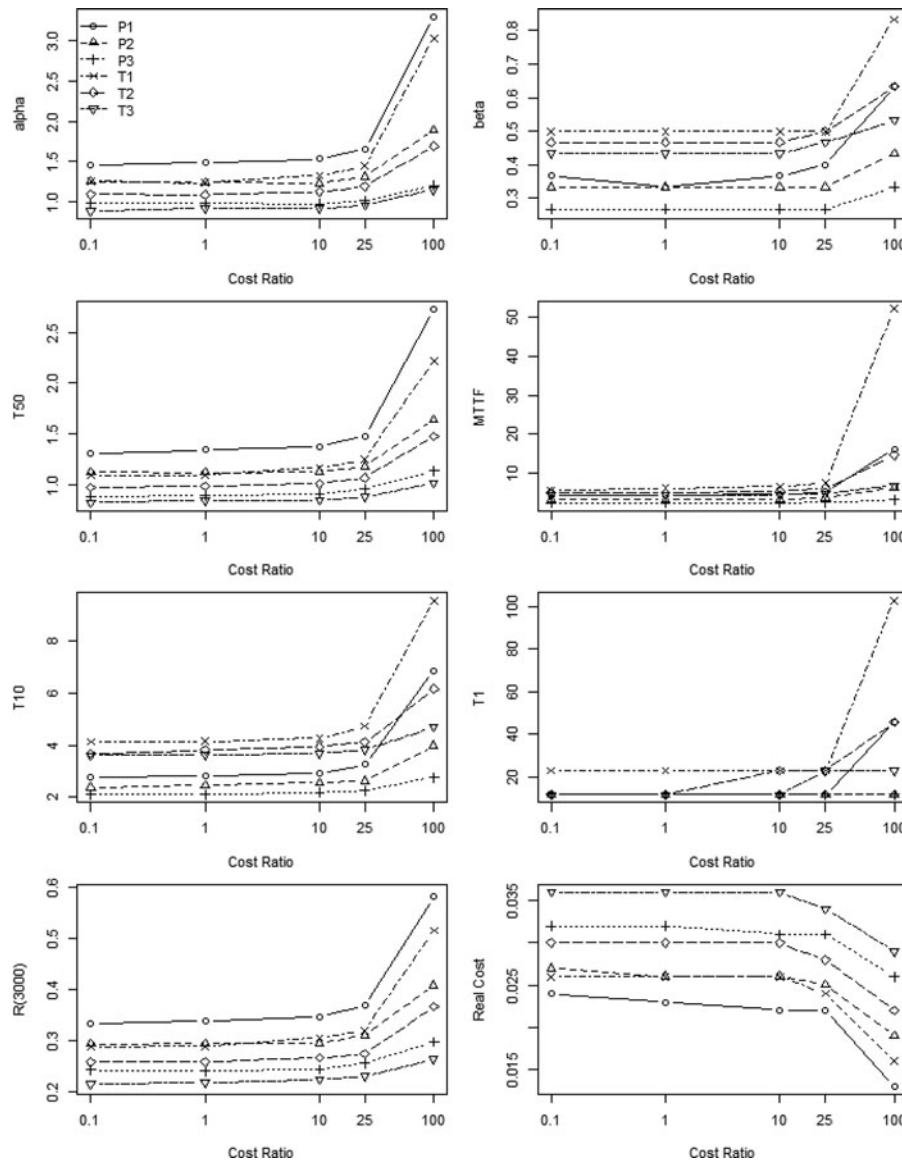 alpha
3.0
2.5
2.0
1.5
1.0
P1
P2
P3
T1
T2
T3
0.1 1 10 25 100
Cost Ratio
beta
0.8
0.7
0.6
0.5
0.4
0.3
0.1 1 10 25 100
Cost Ratio
T50
2.5
2.0
1.5
1.0
0.1 1 10 25 100
Cost Ratio
MTTF
50
40
30
20
10
0.1 1 10 25 100
Cost Ratio
T10
8
6
4
2
0.1 1 10 25 100
Cost Ratio
T1
100
80
60
40
20
0.1 1 10 25 100
Cost Ratio
R(3000)
0.6
0.5
0.4
0.3
0.2
0.1 1 10 25 100
Cost Ratio
Real Cost
0.035
0.025
0.015
0.1 1 10 25 100
Cost Ratio